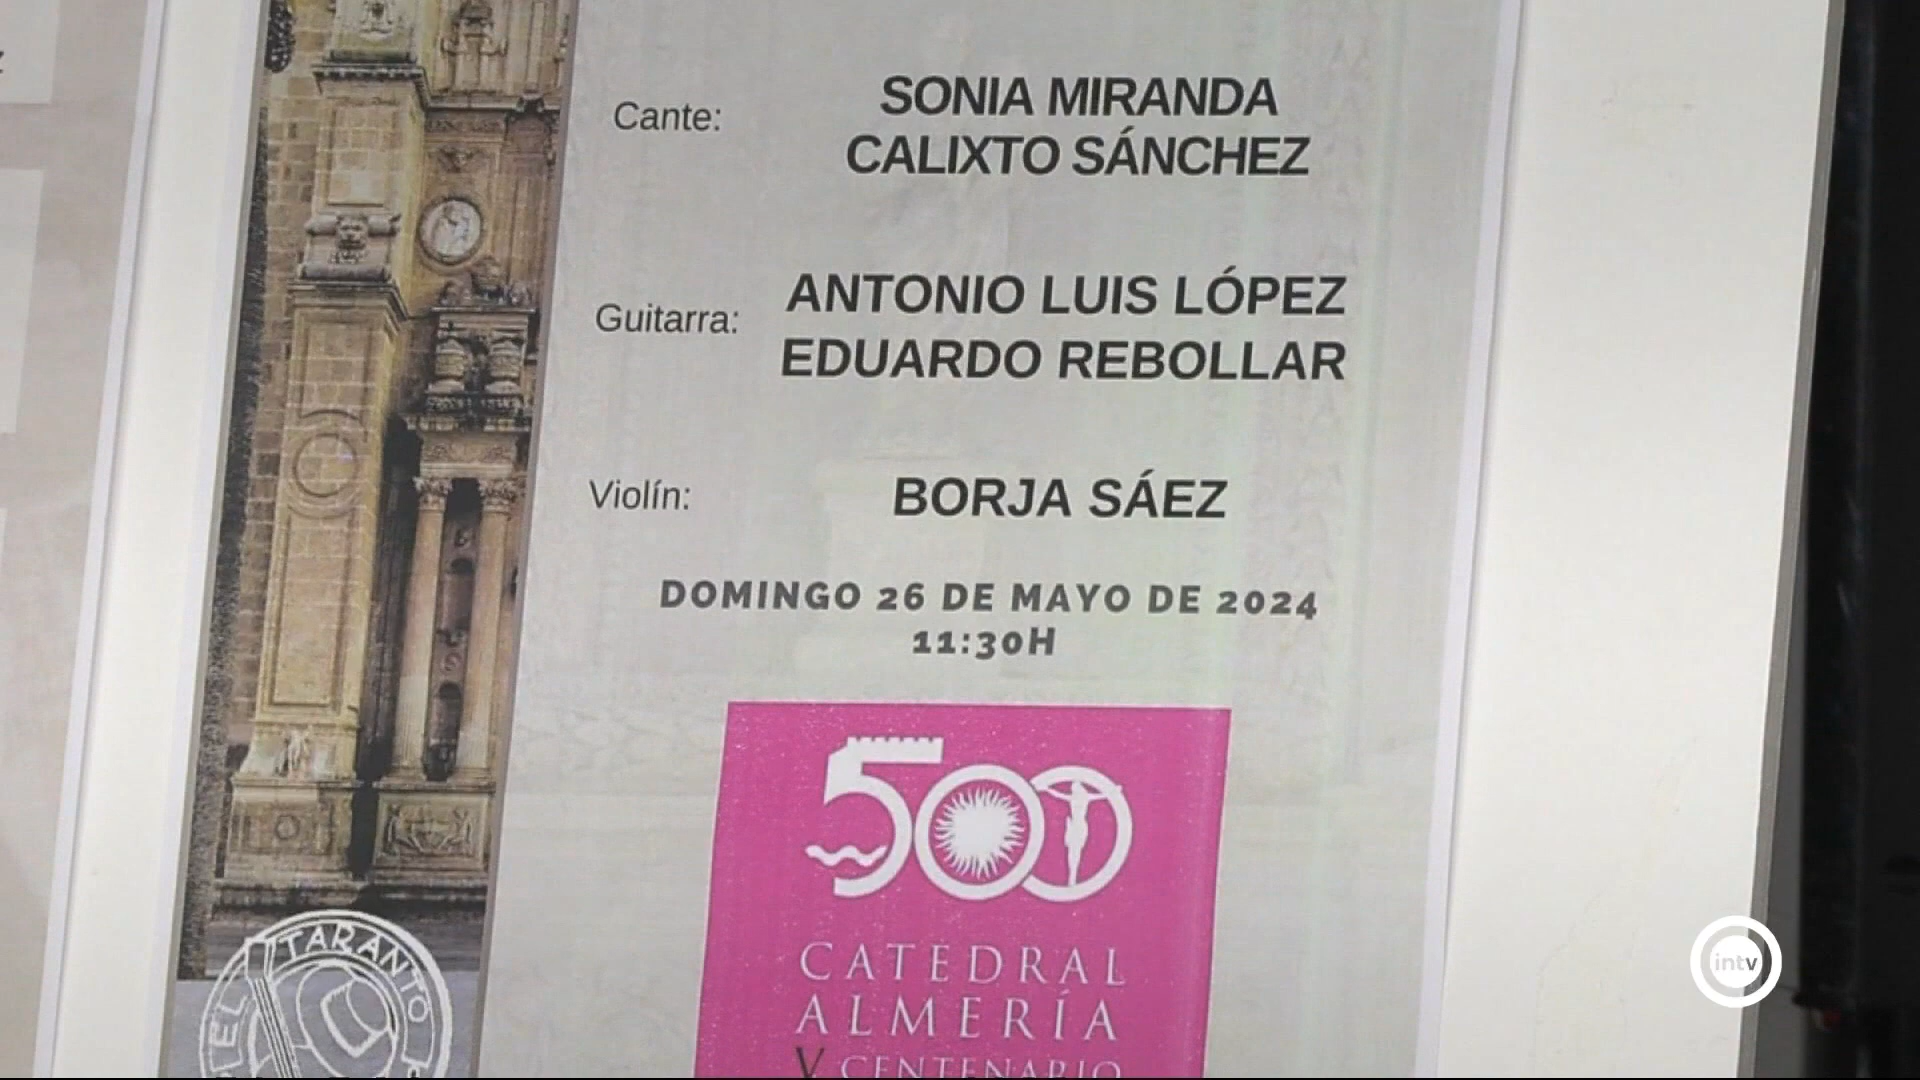 Cante:
SONIA MIRANDA
CALIXTO SÁNCHEZ
Guitarra:
ANTONIO LUIS LÓPEZ
EDUARDO REBOLLAR
Violín:
BORJA SÁEZ
DOMINGO 26 DE MAYO DE 2024
11:30H
500
CATEDRAL
ALMERÍA
V CENTENARIO
EL TARANTO
intv